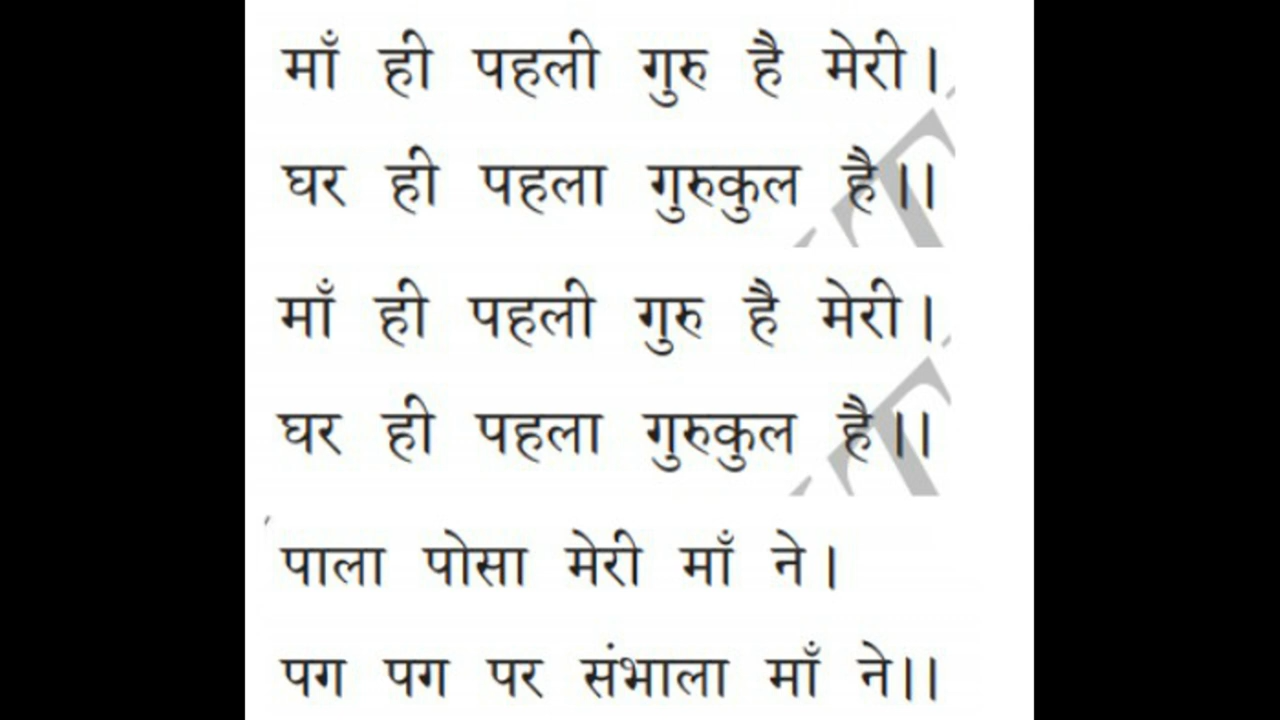 माँ ही पहली गुरु है मेरी।
घर ही पहला गुरुकुल है।।
माँ ही पहली गुरु है मेरी।
घर ही पहला गुरुकुल है।।
पाला पोसा मेरी माँ ने।
पग पग पर संभाला माँ ने।।